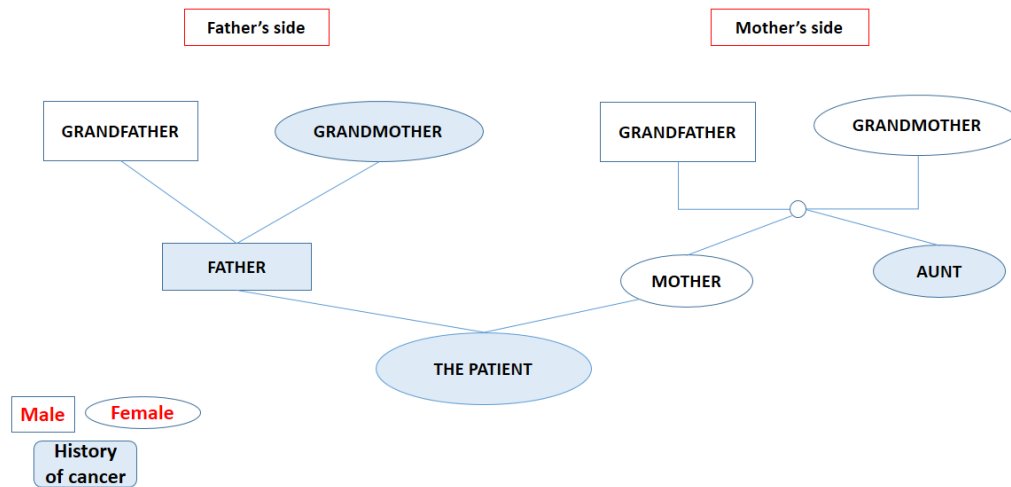 Father’s side
Mother’s side
GRANDFATHER
GRANDMOTHER
GRANDFATHER
GRANDMOTHER
FATHER
MOTHER
AUNT
THE PATIENT
Male
Female
History
of cancer